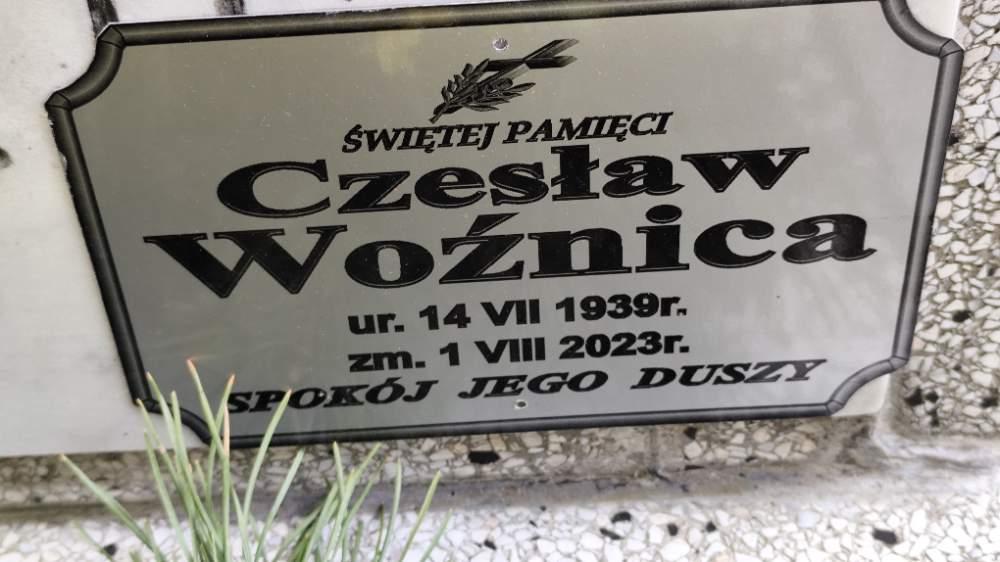 ŚWIĘTEJ PAMIĘCI
Czesław
Woźnica
ur. 14 VII 1939r.
zm. 1 VIII 2023r.
SPOKÓJ JEGO DUSZY